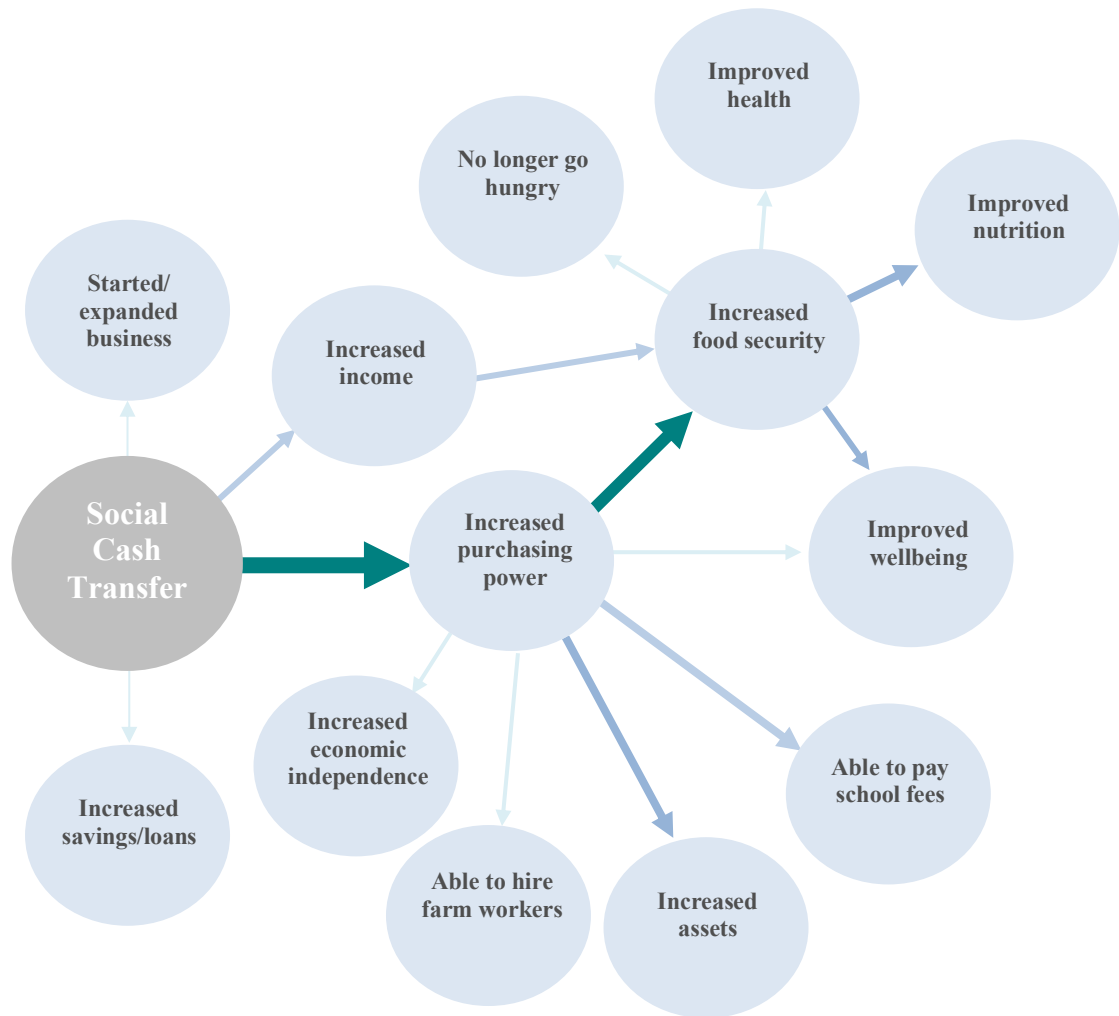 Improved
health
No longer go
hungry
Improved
nutrition
Started/
expanded
business
Increased
income
Increased
food security
Social
Cash
Transfer
Increased
purchasing
power
Improved
wellbeing
Increased
economic
independence
Able to pay
school fees
Increased
savings/loans
Able to hire
farm workers
Increased
assets